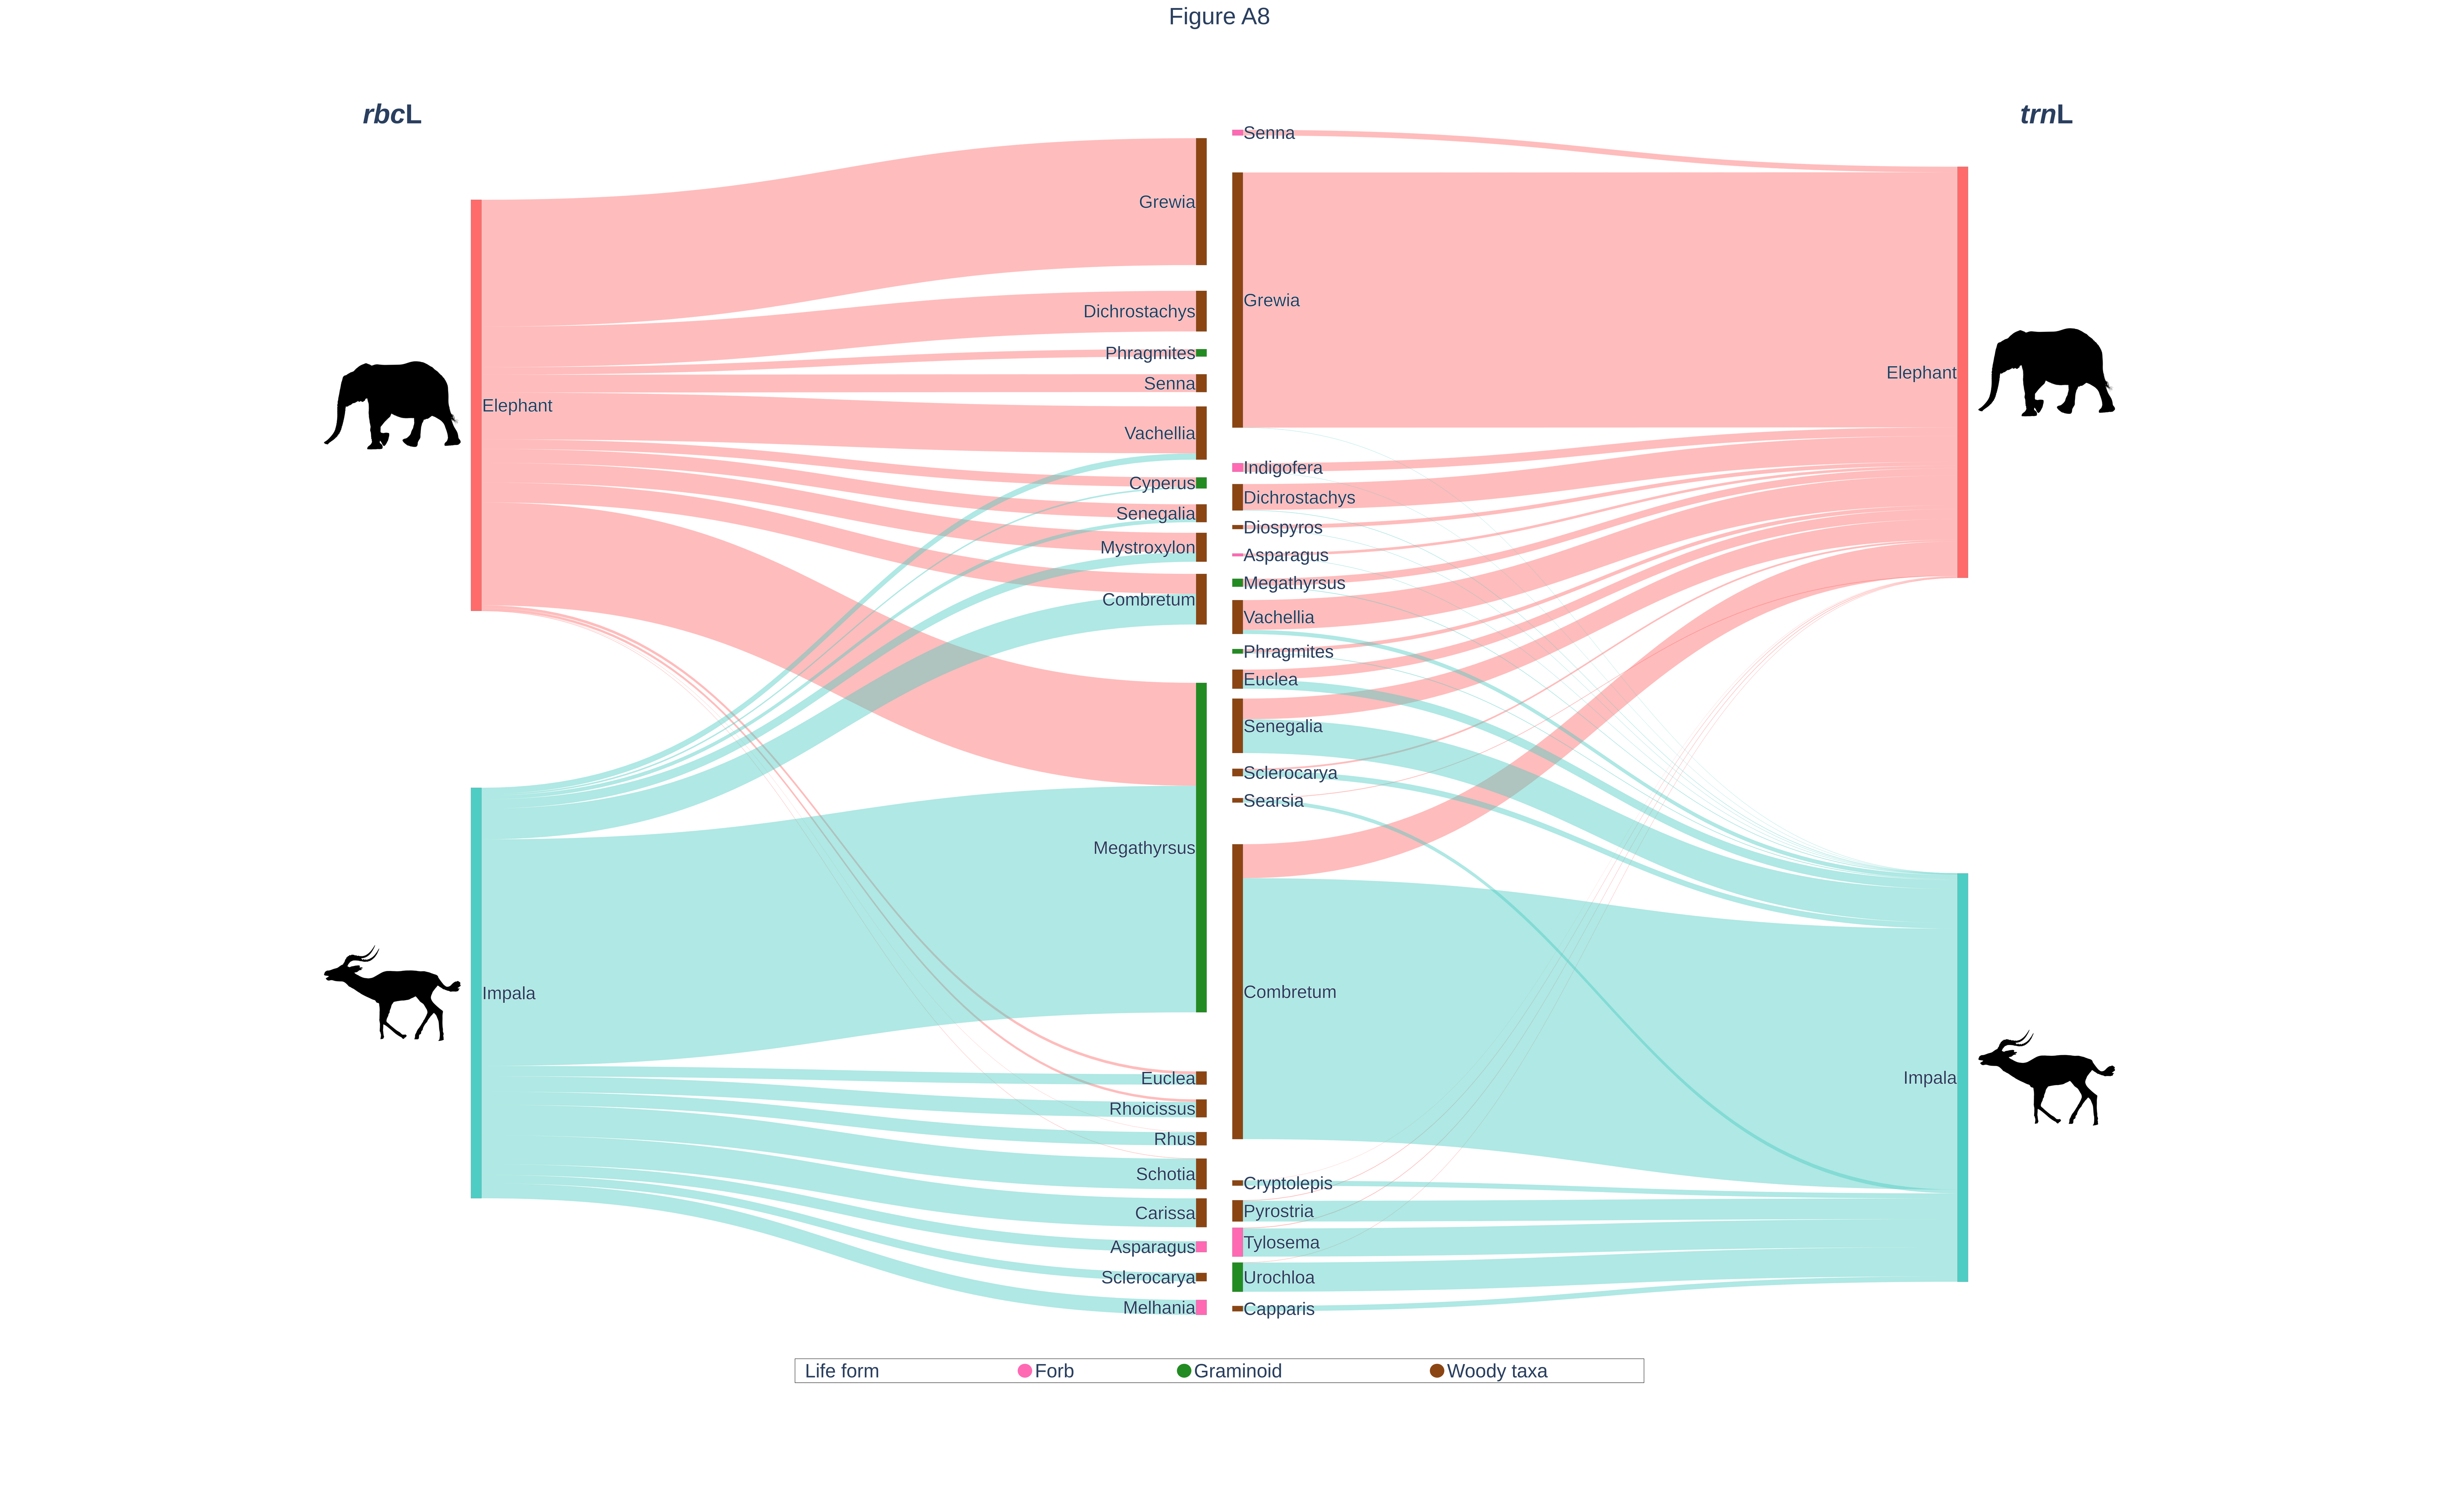 Figure A8
rbcL
trnL
Elephant
Impala
Grewia
Dichrostachys
Phragmites
Senna
Vachellia
Cyperus
Senegalia
Mystroxylon
Combretum
Megathyrsus
Euclea
Rhoicissus
Rhus
Schotia
Carissa
Asparagus
Sclerocarya
Melhania
Senna
Grewia
Indigofera
Dichrostachys
Diospyros
Asparagus
Megathyrsus
Vachellia
Phragmites
Euclea
Senegalia
Sclerocarya
Searsia
Combretum
Cryptolepis
Pyrostria
Tylosema
Urochloa
Capparis
Elephant
Impala
Life form Forb Graminoid Woody taxa